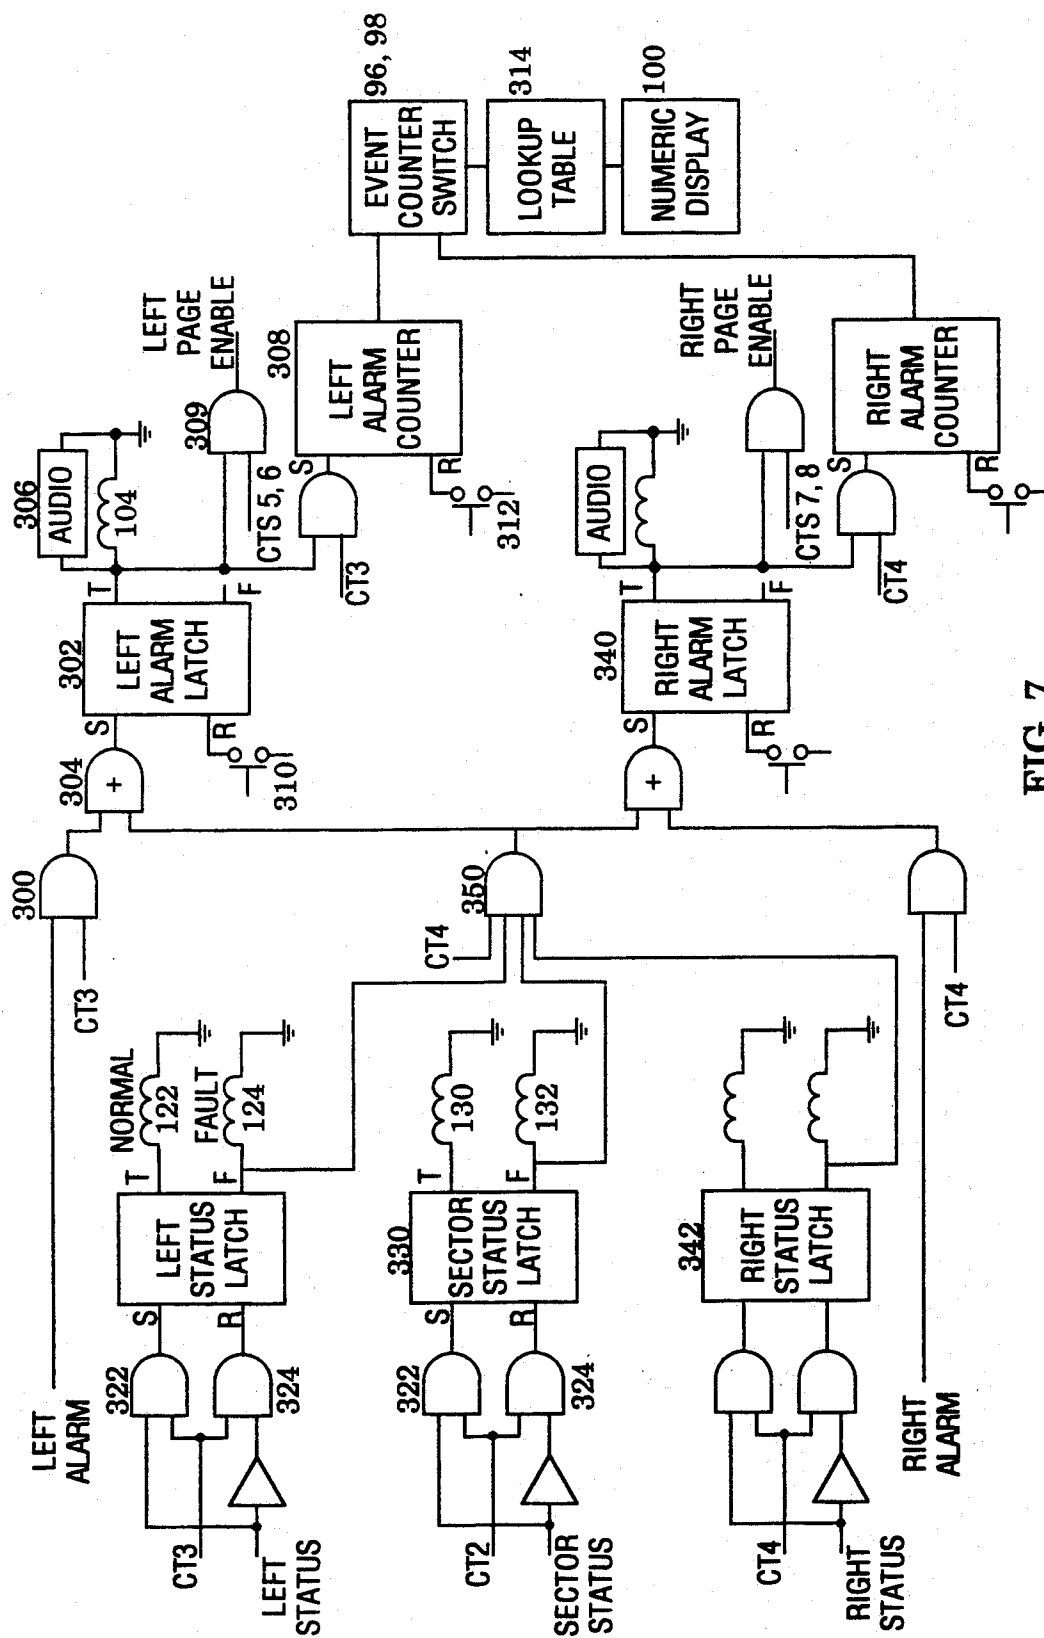 LEFT
ALARM
CT3
300
304
302
S
R
LEFT
ALARM
LATCH
T
F
310
306
AUDIO
104
309
CTS 5, 6
LEFT
PAGE
ENABLE
CT3
308
S
R
LEFT
ALARM
COUNTER
312
EVENT
COUNTER
SWITCH
96, 98
LOOKUP
TABLE
314
NUMERIC
DISPLAY
100
CT3
LEFT
STATUS
322
324
S
R
LEFT
STATUS
LATCH
T
F
NORMAL
122
FAULT
124
CT2
SECTOR
STATUS
322
324
S
R
330
SECTOR
STATUS
LATCH
T
F
130
132
CT4
350
+
+
340
S
R
RIGHT
ALARM
LATCH
T
F
AUDIO
CTS 7, 8
RIGHT
PAGE
ENABLE
CT4
S
R
RIGHT
ALARM
COUNTER
CT4
RIGHT
STATUS
342
RIGHT
STATUS
LATCH
RIGHT
ALARM
CT4
FIG. 7